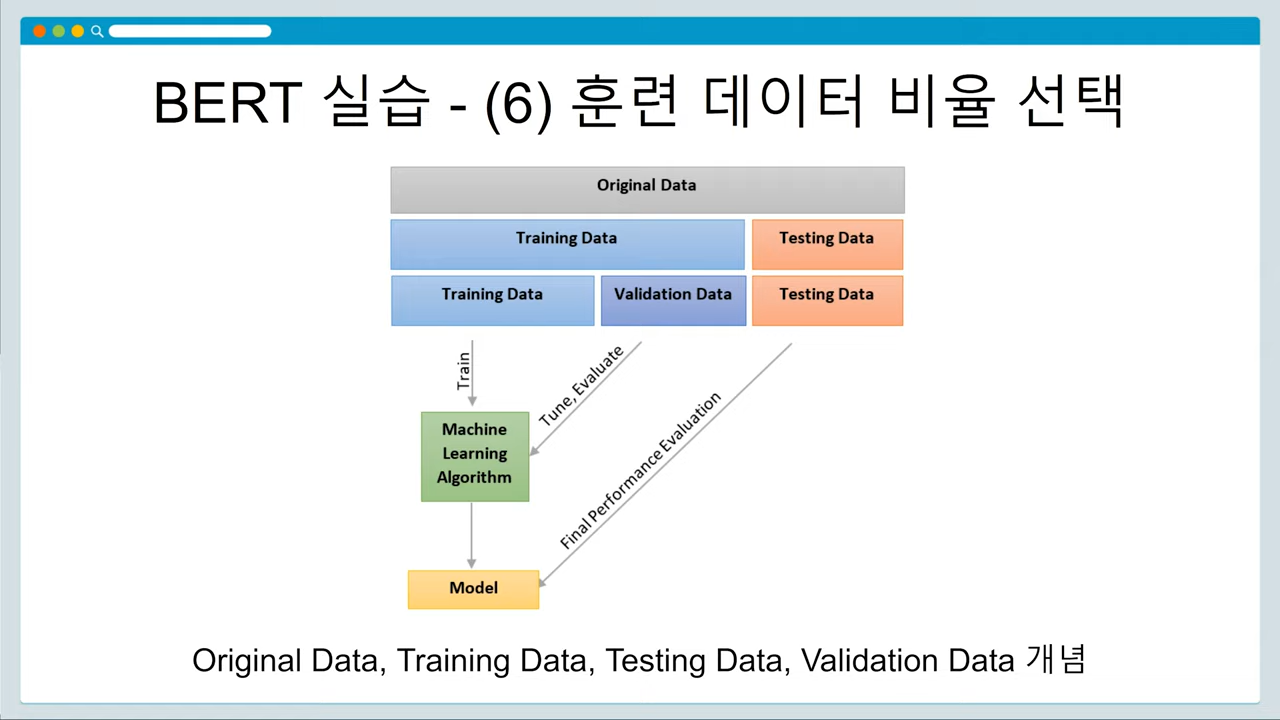 BERT 실습 - (6) 훈련 데이터 비율 선택
Original Data
Training Data
Testing Data
Training Data
Validation Data
Testing Data
Train
Tune, Evaluate
Final Performance Evaluation
Machine
Learning
Algorithm
Model
Original Data, Training Data, Testing Data, Validation Data 개념